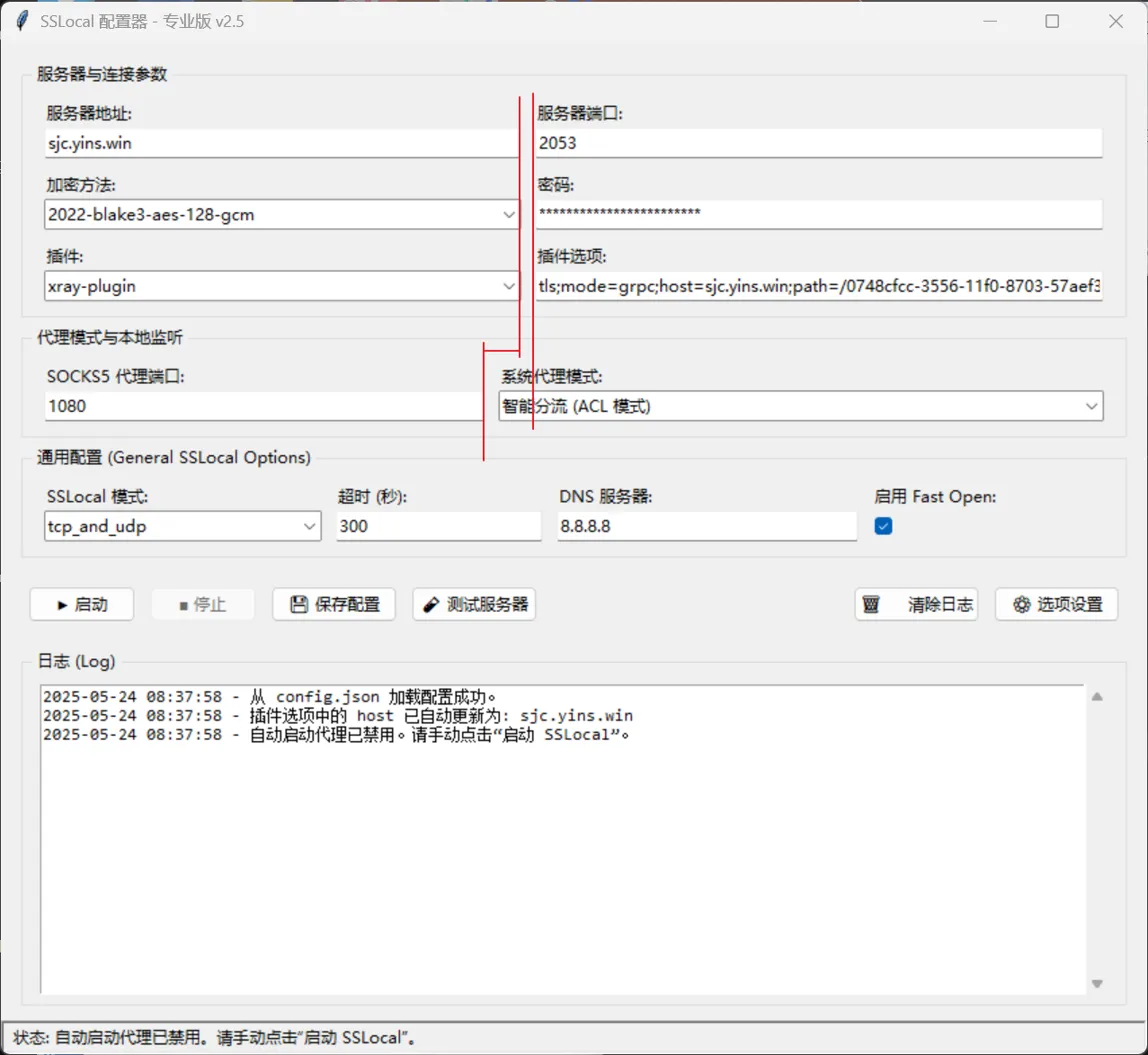 SSLocal 配置器 - 专业版 v2.5
服务器与连接参数
服务器地址: 服务器端口:
sjc.yins.win 2053
加密方法: 密码:
2022-blake3-aes-128-gcm ************************
插件: 插件选项:
xray-plugin tls;mode=grpc;host=sjc.yins.win;path=/0748cfcc-3556-11f0-8703-57aef3
代理模式与本地监听
SOCKS5 代理端口: 系统代理模式:
1080 智能分流 (ACL 模式)
通用配置 (General SSLocal Options)
SSLocal 模式: 超时 (秒): DNS 服务器: 启用 Fast Open:
tcp_and_udp 300 8.8.8.8
启动 停止 保存配置 测试服务器 清除日志 选项设置
日志 (Log)
2025-05-24 08:37:58 - 从 config.json 加载配置成功。
2025-05-24 08:37:58 - 插件选项中的 host 已自动更新为: sjc.yins.win
2025-05-24 08:37:58 - 自动启动代理已禁用。请手动点击“启动 SSLocal”。
状态: 自动启动代理已禁用。请手动点击“启动 SSLocal”。